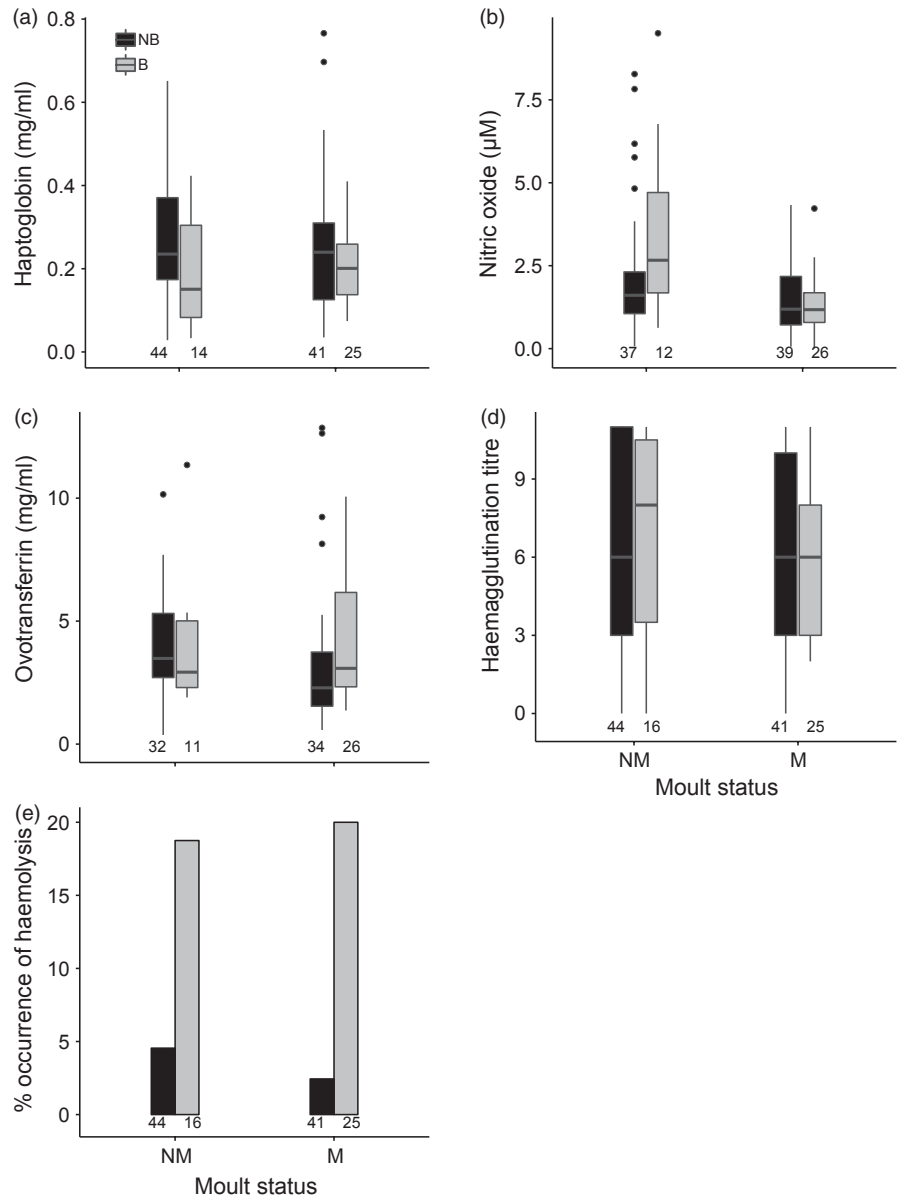 (a)
0.8
0.6
0.4
0.2
0.0
Haptoglobin (mg/ml)
NB
B
44 14 41 25
(b)
7.5
5.0
2.5
0.0
Nitric oxide (µM)
37 12 39 26
(c)
10
5
0
Ovotransferrin (mg/ml)
32 11 34 26
(d)
9
6
3
0
Haemagglutination titre
44 16 41 25
NM M
Moult status
(e)
20
15
10
5
0
% occurrence of haemolysis
44 16 41 25
NM M
Moult status